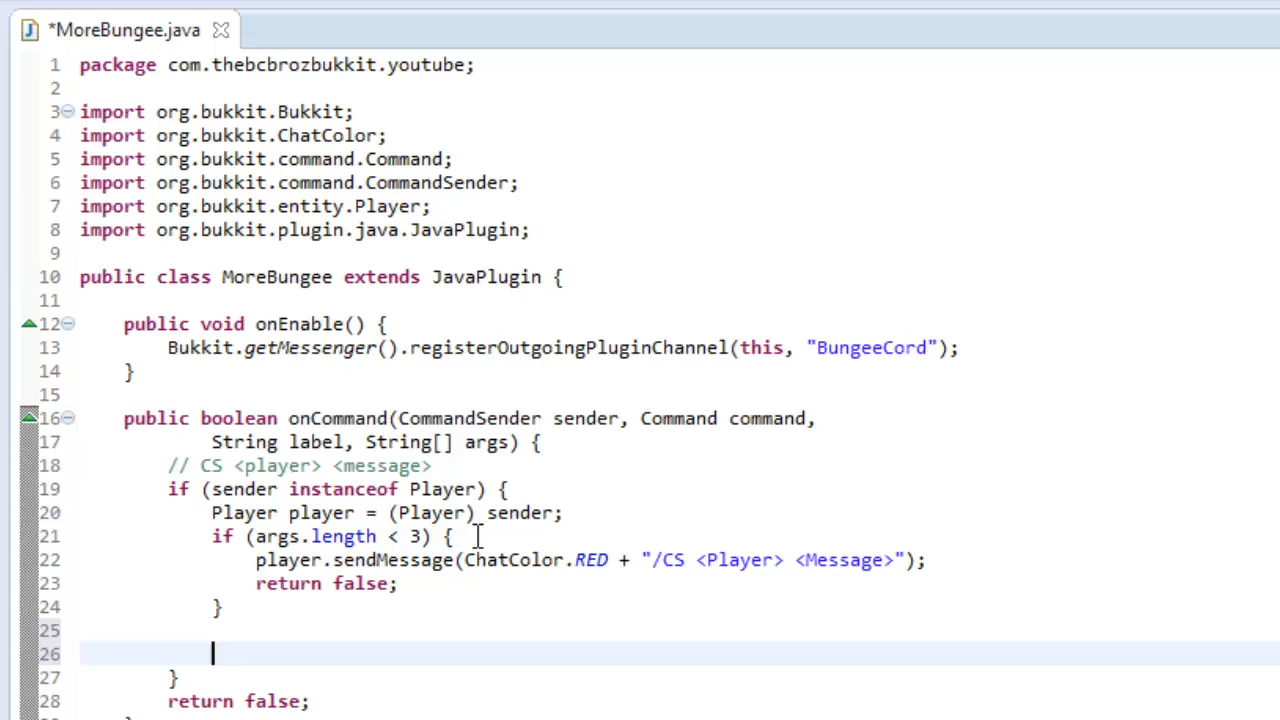 *MoreBungee.java
1 package com.thebcbrozbukkit.youtube;
2
3 import org.bukkit.Bukkit;
4 import org.bukkit.ChatColor;
5 import org.bukkit.command.Command;
6 import org.bukkit.command.CommandSender;
7 import org.bukkit.entity.Player;
8 import org.bukkit.plugin.java.JavaPlugin;
9
10 public class MoreBungee extends JavaPlugin {
11
12 public void onEnable() {
13 Bukkit.getMessenger().registerOutgoingPluginChannel(this, "BungeeCord");
14 }
15
16 public boolean onCommand(CommandSender sender, Command command,
17 String label, String[] args) {
18 // CS <player> <message>
19 if (sender instanceof Player) {
20 Player player = (Player) sender;
21 if (args.length < 3) {
22 player.sendMessage(ChatColor.RED + "/CS <Player> <Message>");
23 return false;
24 }
25
26
27 }
28 return false;